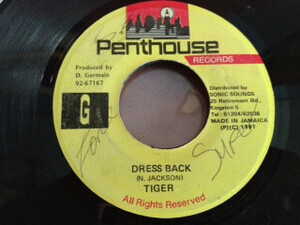 Penthouse
RECORDS
Produced by
D. Germain
92-67167
Distributed by
SONIC SOUNDS
25 Retirement Rd.,
Kingston 5
Tel: 61204/62036
MADE IN JAMAICA
(P)(C) 1991
G
DRESS BACK
(N. JACKSON)
TIGER
All Rights Reserved